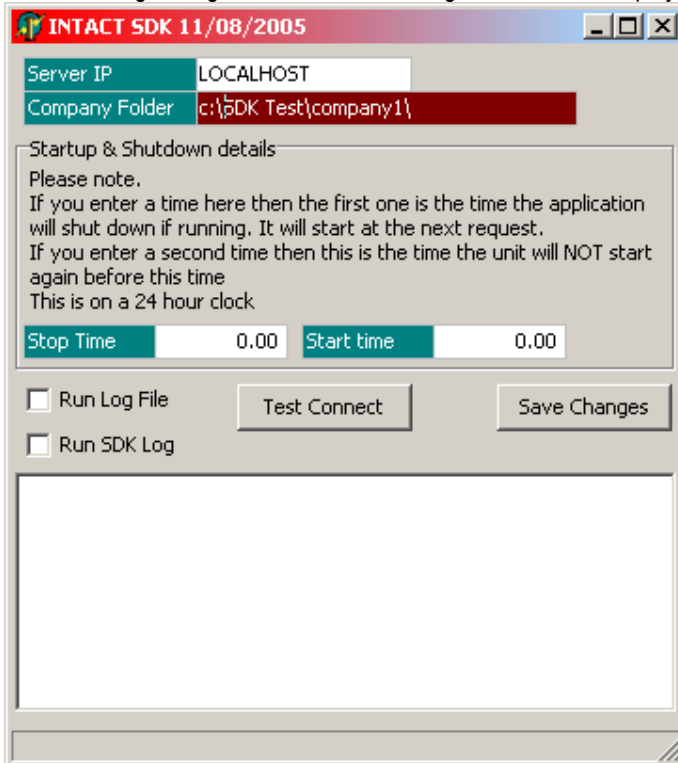 INTACT SDK 11/08/2005
Server IP LOCALHOST
Company Folder c:\SDK Test\company1\
Startup & Shutdown details
Please note.
If you enter a time here then the first one is the time the application
will shut down if running. It will start at the next request.
If you enter a second time then this is the time the unit will NOT start
again before this time
This is on a 24 hour clock
Stop Time 0.00 Start time 0.00
Run Log File Test Connect Save Changes
Run SDK Log